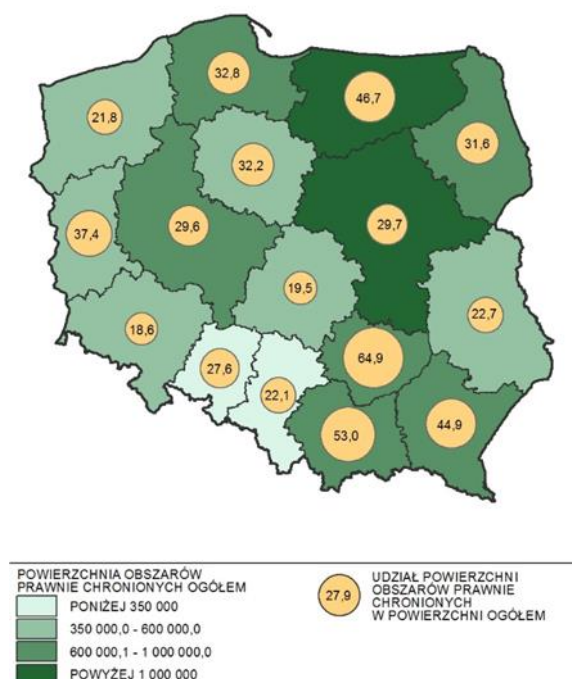 32,8
46,7
21,8
31,6
32,2
37,4
29,6
29,7
19,5
22,7
18,6
64,9
27,6
22,1
53,0
44,9
POWIERZCHNIA OBSZARÓW
PRAWNIE CHRONIONYCH OGÓŁEM
PONIŻEJ 350 000
350 000,0 - 600 000,0
600 000,1 - 1 000 000,0
POWYŻEJ 1 000 000
27,9
UDZIAŁ POWIERZCHNI
OBSZARÓW PRAWNIE
CHRONIONYCH
W POWIERZCHNI OGÓŁEM